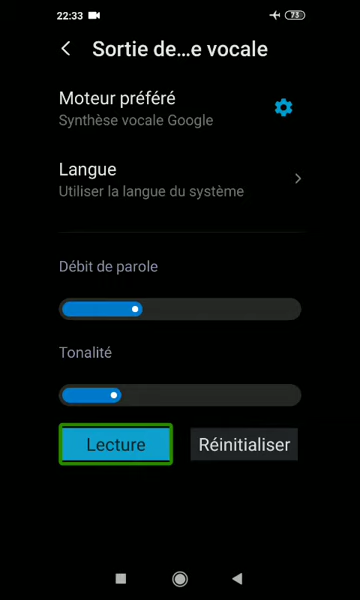 22:33 73
Sortie de…e vocale
Moteur préféré
Synthèse vocale Google
Langue
Utiliser la langue du système
Débit de parole
Tonalité
Lecture Réinitialiser